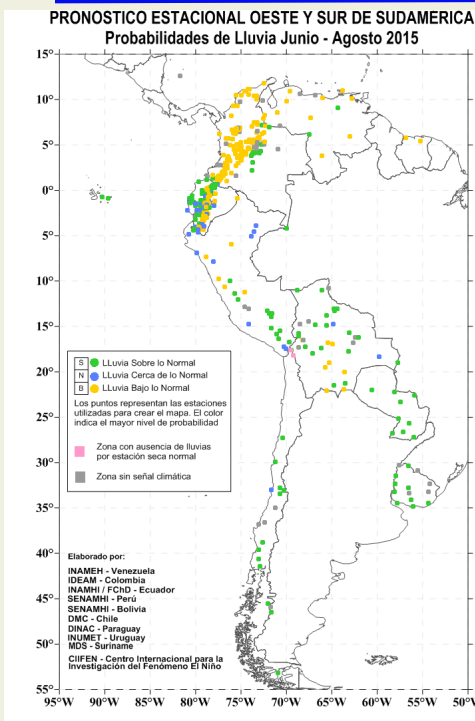 PRONOSTICO ESTACIONAL OESTE Y SUR DE SUDAMERICA
Probabilidades de Lluvia Junio - Agosto 2015
15°
10°
5°
0°
5°
10°
15°
S LLuvia Sobre lo Normal
N LLuvia Cerca de lo Normal
B LLuvia Bajo lo Normal
Los puntos representan las estaciones
utilizadas para crear el mapa. El color
indica el mayor nivel de probabilidad
Zona con ausencia de lluvias
por estación seca normal
Zona sin señal climática
20°
25°
30°
35°
40°
45°
50°
55°
Elaborado por:
INAMEH - Venezuela
IDEAM - Colombia
INAMHI / FChD - Ecuador
SENAMHI - Perú
SENAMHI - Bolivia
DMC - Chile
DINAC - Paraguay
INUMET - Uruguay
MDS - Suriname
CIIFEN - Centro Internacional para la
Investigación del Fenómeno El Niño
95°W 90°W 85°W 80°W 75°W 70°W 65°W 60°W 55°W 50°W